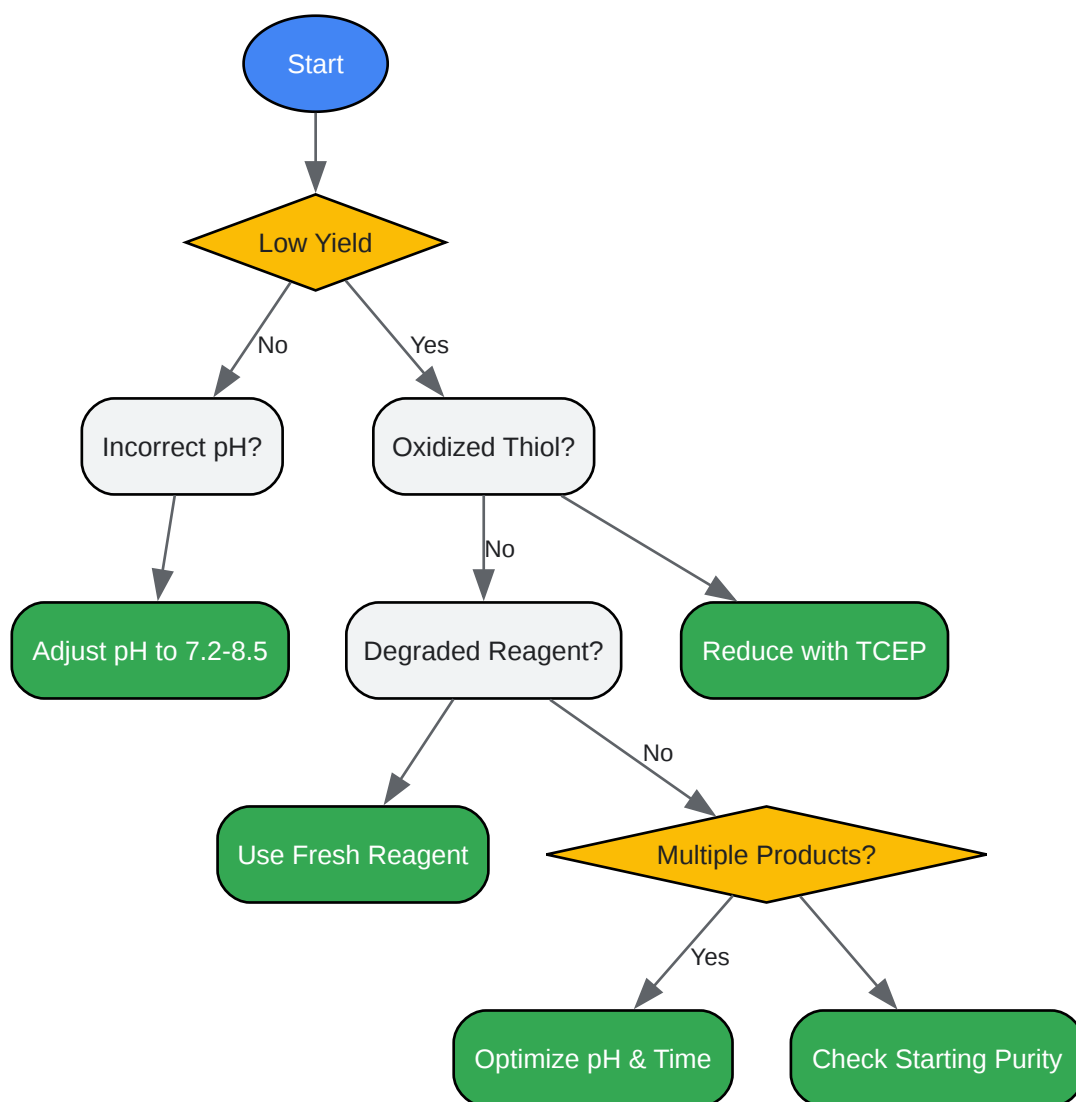 Start
Low Yield
No
Yes
Incorrect pH?
Oxidized Thiol?
No
Adjust pH to 7.2-8.5
Degraded Reagent?
Reduce with TCEP
No
Use Fresh Reagent
Multiple Products?
Yes
Optimize pH & Time
Check Starting Purity